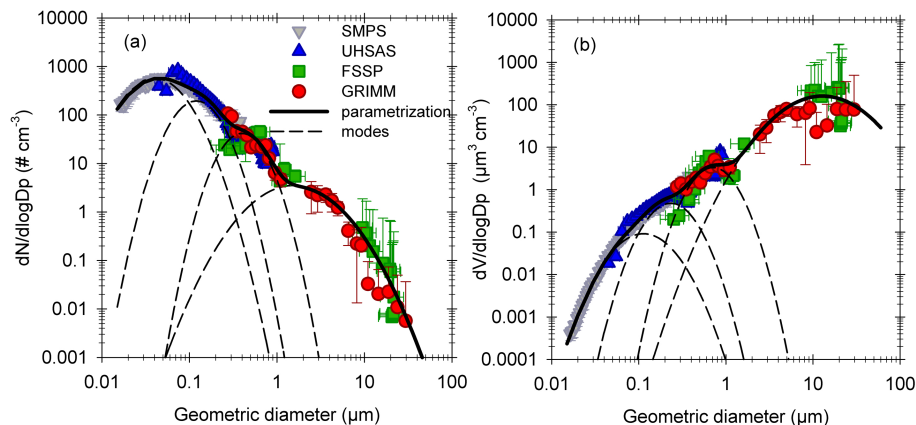 (a)
SMPS
UHSAS
FSSP
GRIMM
parametrization
modes
dN/dlogDp (# cm-3)
10000
1000
100
10
1
0.1
0.01
0.001
0.01
0.1
1
10
100
Geometric diameter (µm)
(b)
dV/dlogDp (µm3 cm-3)
10000
1000
100
10
1
0.1
0.01
0.001
0.0001
0.01
0.1
1
10
100
Geometric diameter (µm)